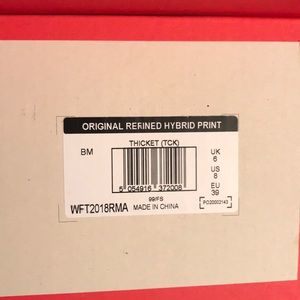 ORIGINAL REFINED HYBRID PRINT
THICKET (TCK)
BM
UK
6
US
8
EU
39
5 054916 372008
99/FS
WFT2018RMA
MADE IN CHINA
PO20002143